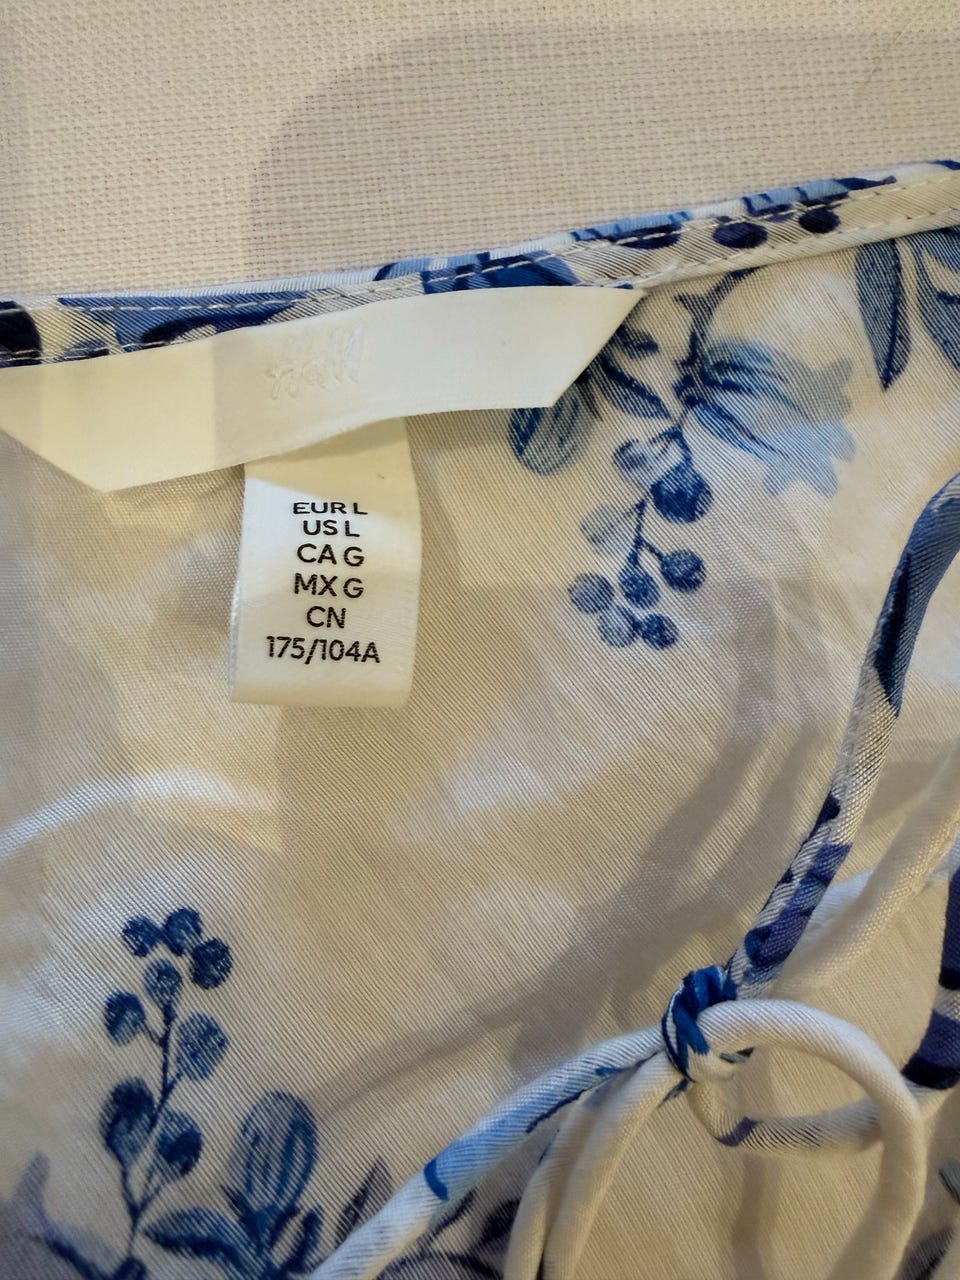 EUR L
US L
CA G
MX G
CN
175/104A